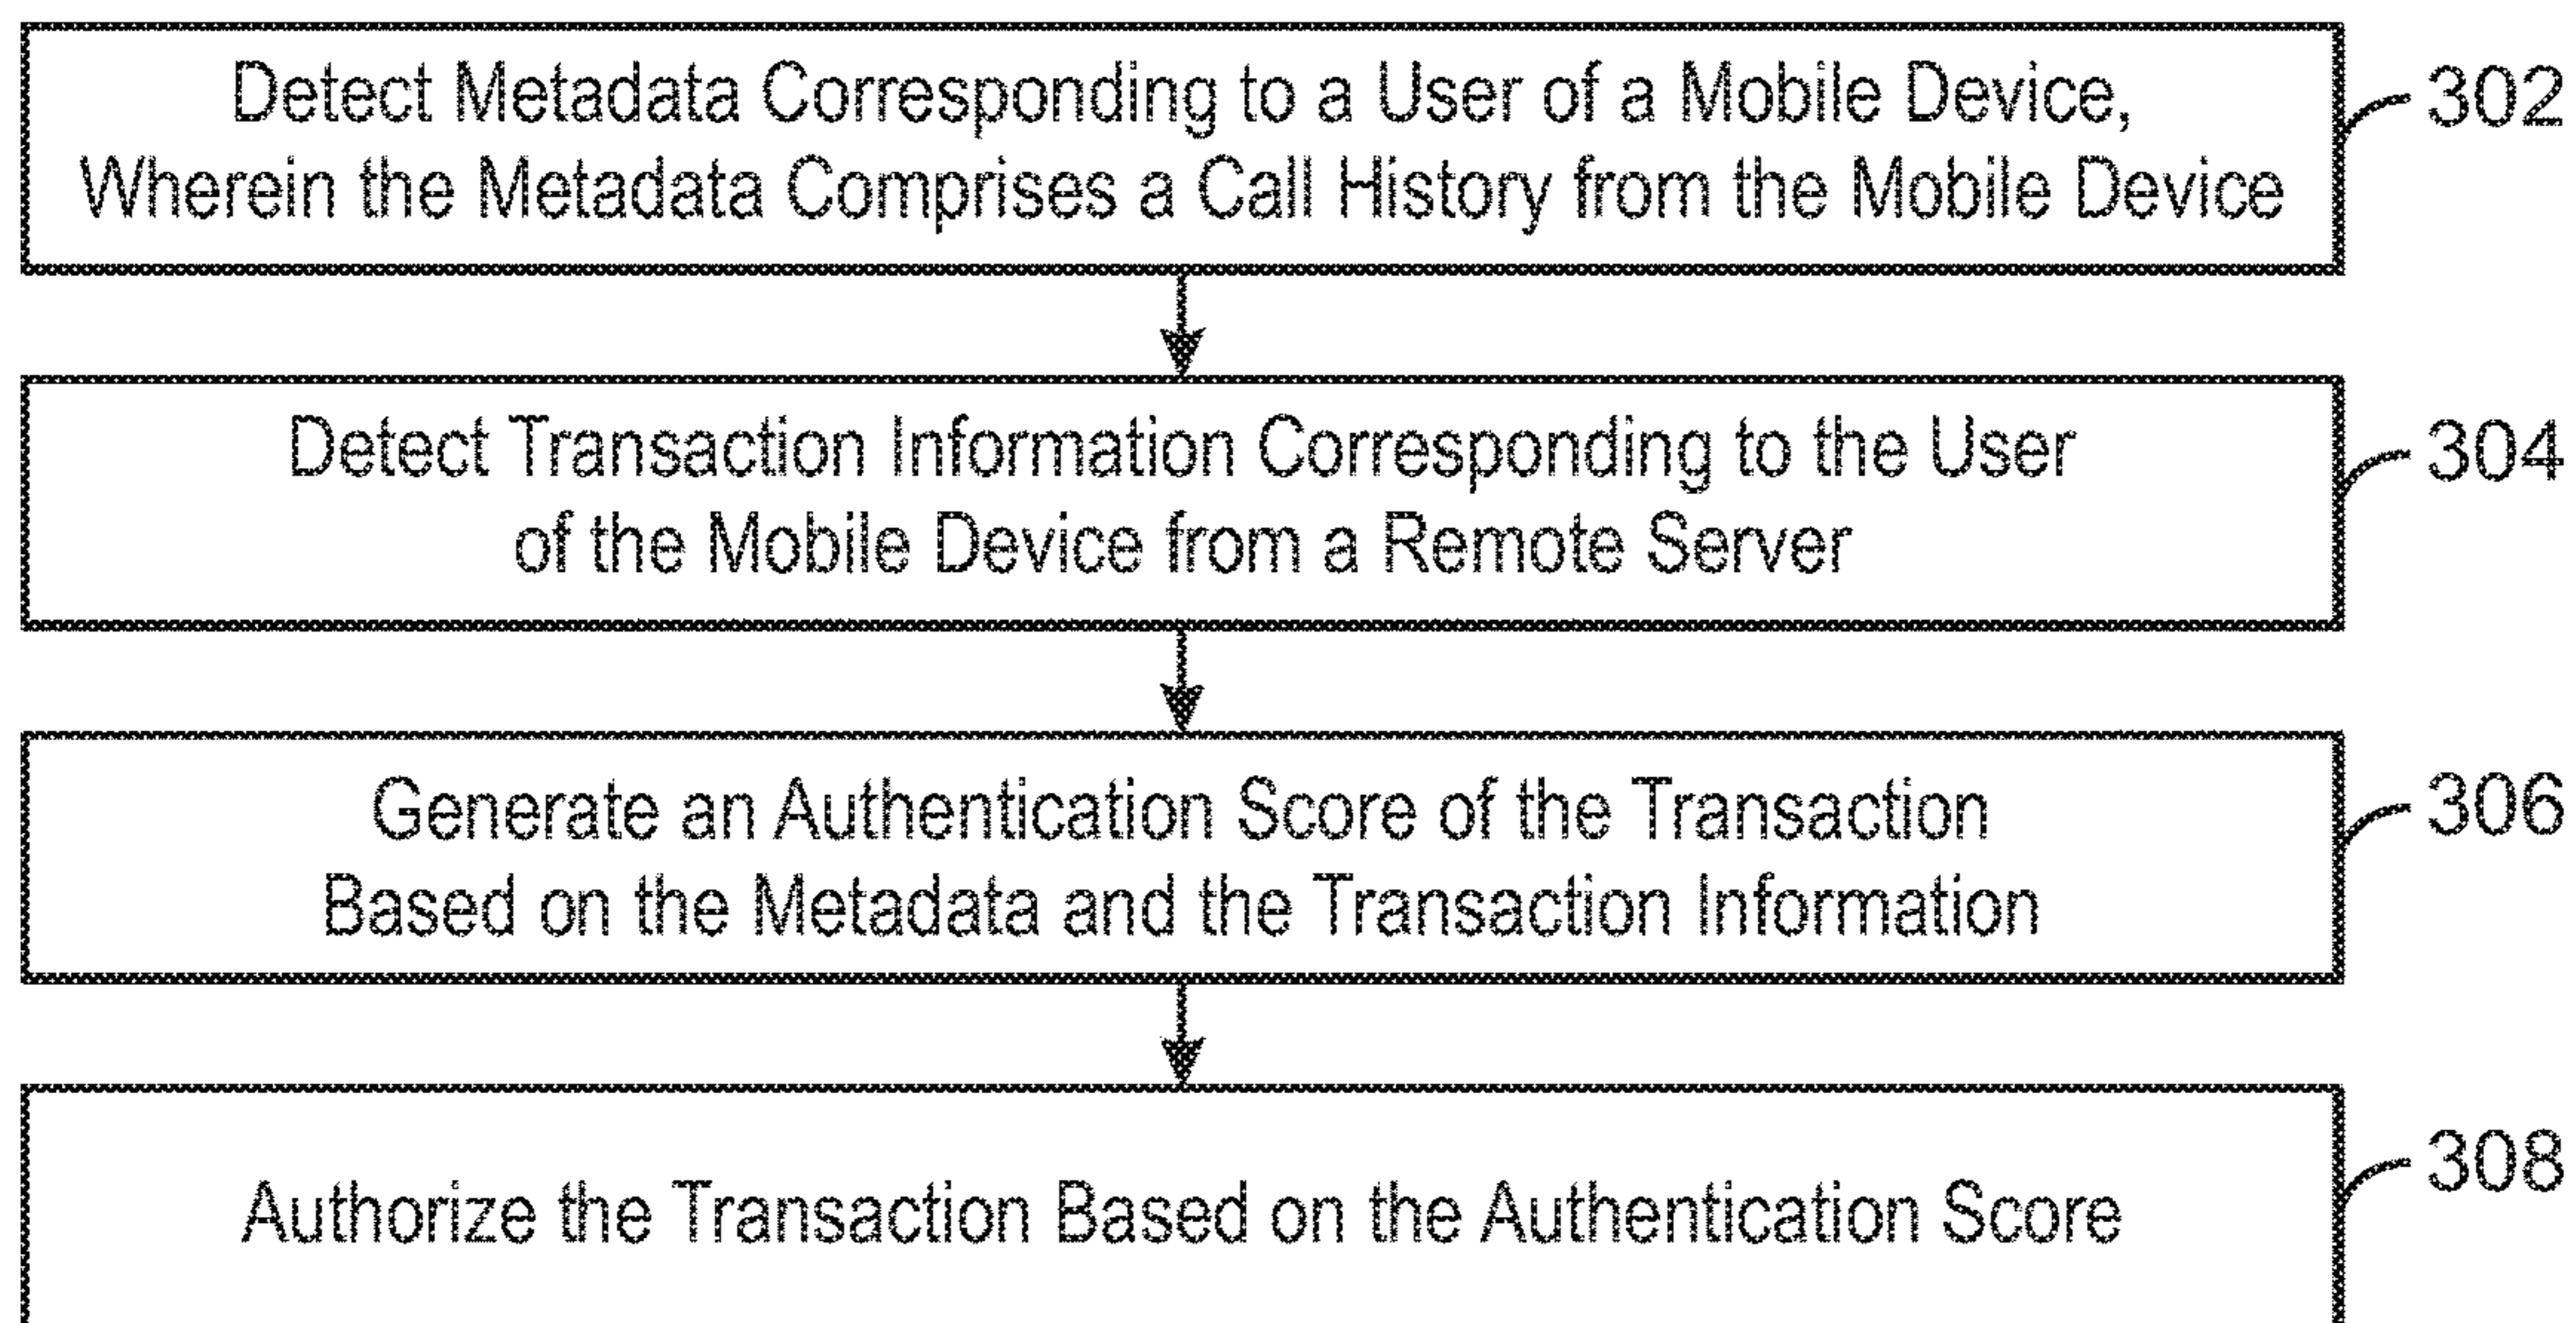 Detect Metadata Corresponding to a User of a Mobile Device,
Wherein the Metadata Comprises a Call History from the Mobile Device
302
Detect Transaction Information Corresponding to the User
of the Mobile Device from a Remote Server
304
Generate an Authentication Score of the Transaction
Based on the Metadata and the Transaction Information
306
Authorize the Transaction Based on the Authentication Score
308